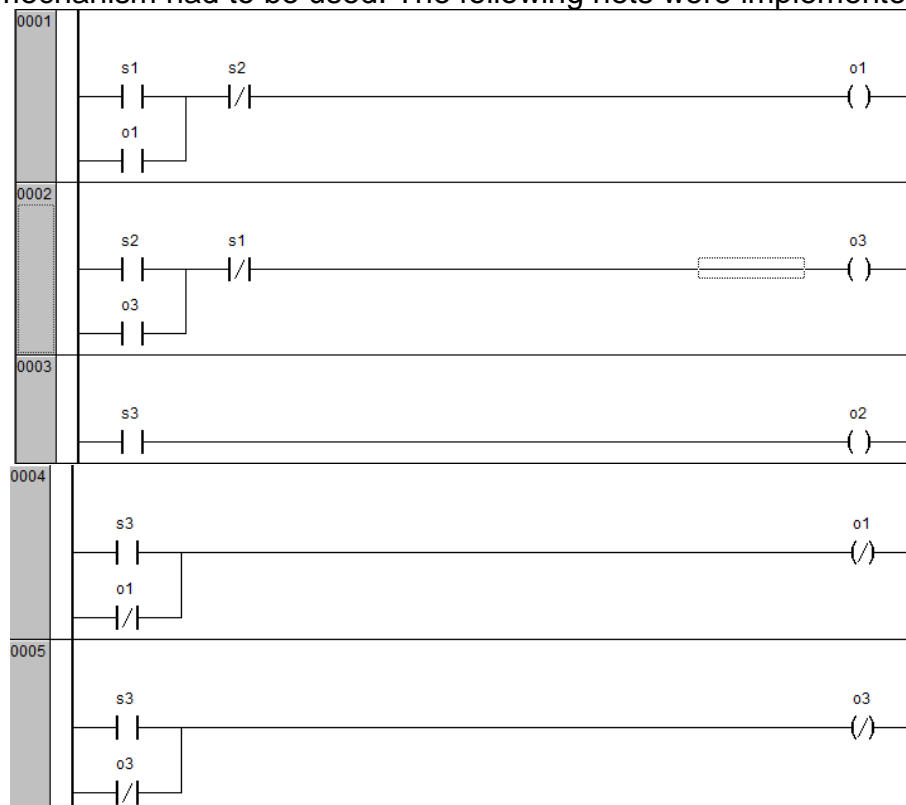 mechanism had to be used. The following nets were implemente
0001
s1 s2 o1
o1
0002
s2 s1 o3
o3
0003
s3 o2
0004
s3 o1
o1
0005
s3 o3
o3